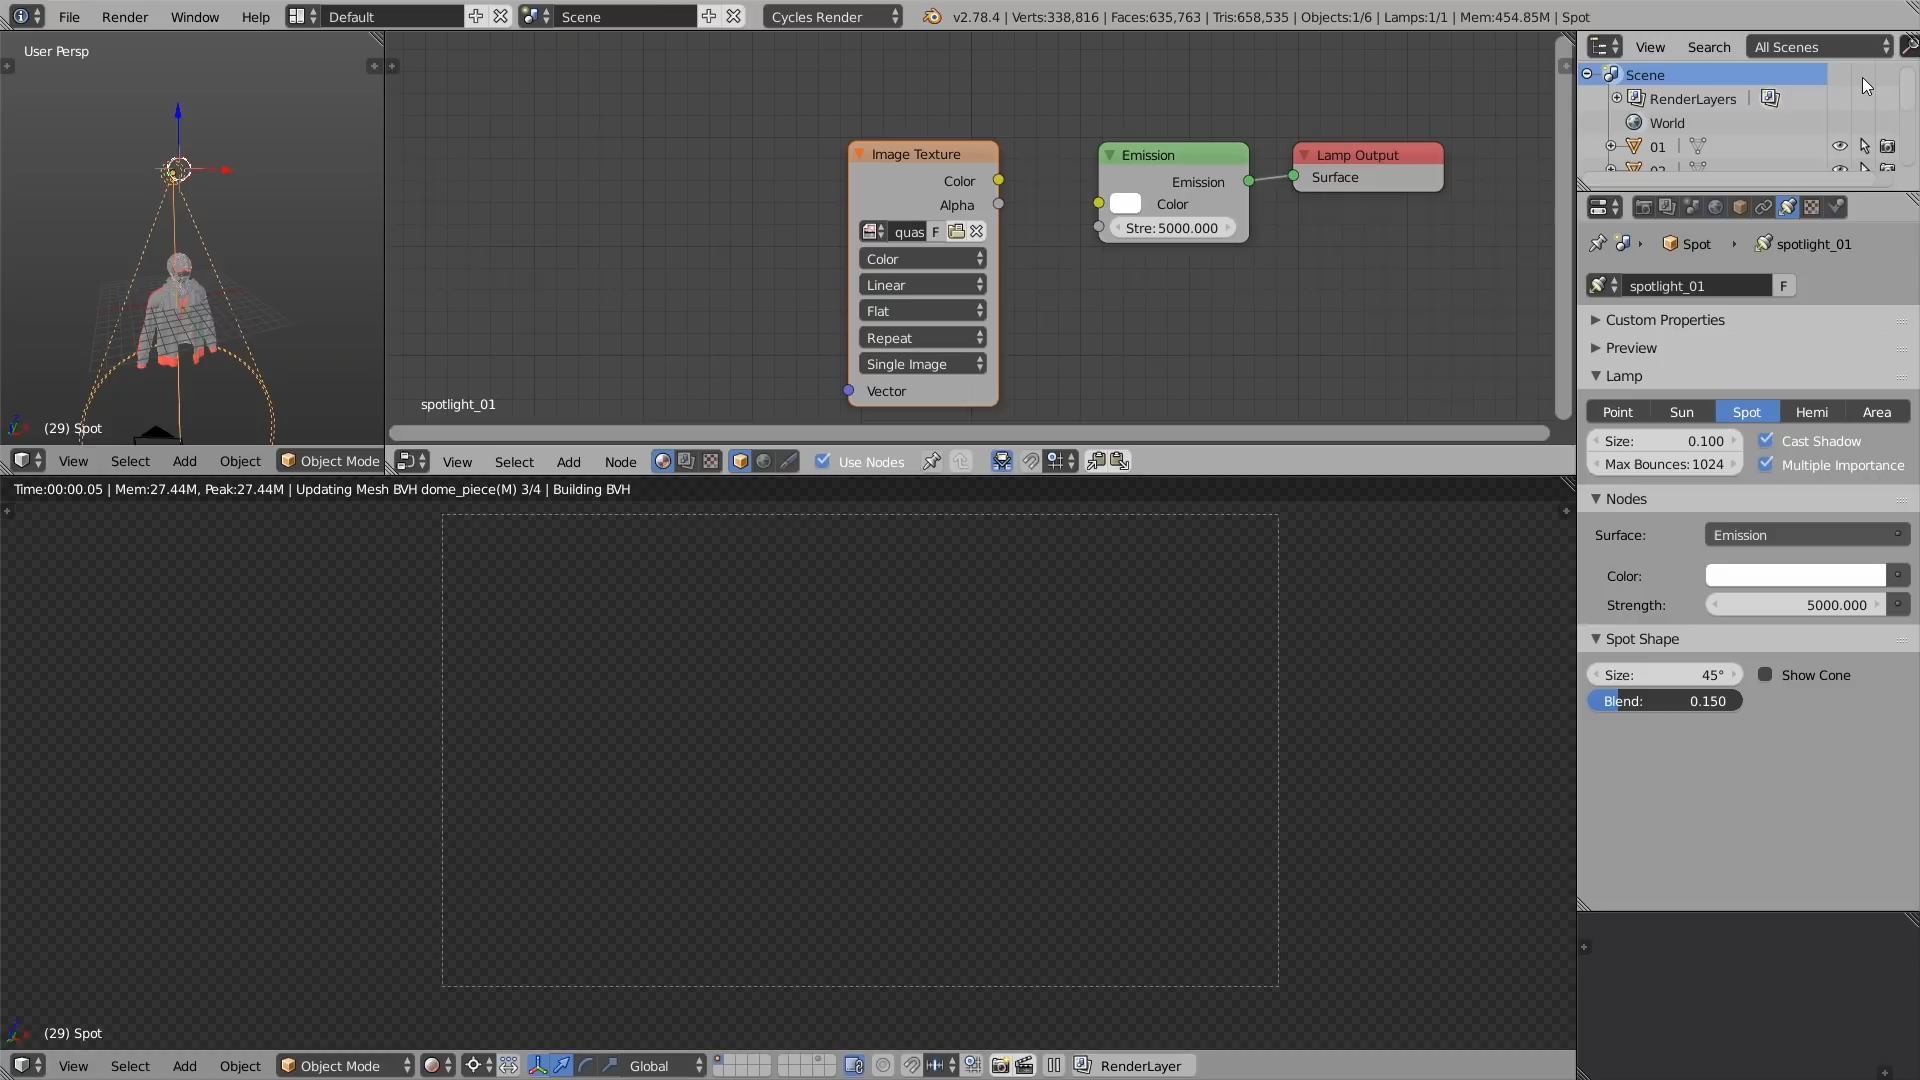 File Render Window Help Default Scene Cycles Render v2.78.4 | Verts:338,816 | Faces:635,763 | Tris:658,535 | Objects:1/6 | Lamps:1/1 | Mem:454.85M | Spot
User Persp
(29) Spot
View Select Add Object Object Mode
Image Texture
Color
Alpha
quas F
Color
Linear
Flat
Repeat
Single Image
Vector
Emission
Emission
Color
Stre: 5000.000
Lamp Output
Surface
spotlight_01
View Select Add Node Use Nodes
View Search All Scenes
Scene
RenderLayers |
World
01 |
Spot spotlight_01
spotlight_01 F
Custom Properties
Preview
Lamp
Point Sun Spot Hemi Area
Size: 0.100 Cast Shadow
Max Bounces: 1024 Multiple Importance
Nodes
Surface: Emission
Color:
Strength: 5000.000
Spot Shape
Size: 45° Show Cone
Blend: 0.150
Time:00:00.05 | Mem:27.44M, Peak:27.44M | Updating Mesh BVH dome_piece(M) 3/4 | Building BVH
(29) Spot
View Select Add Object Object Mode Global RenderLayer